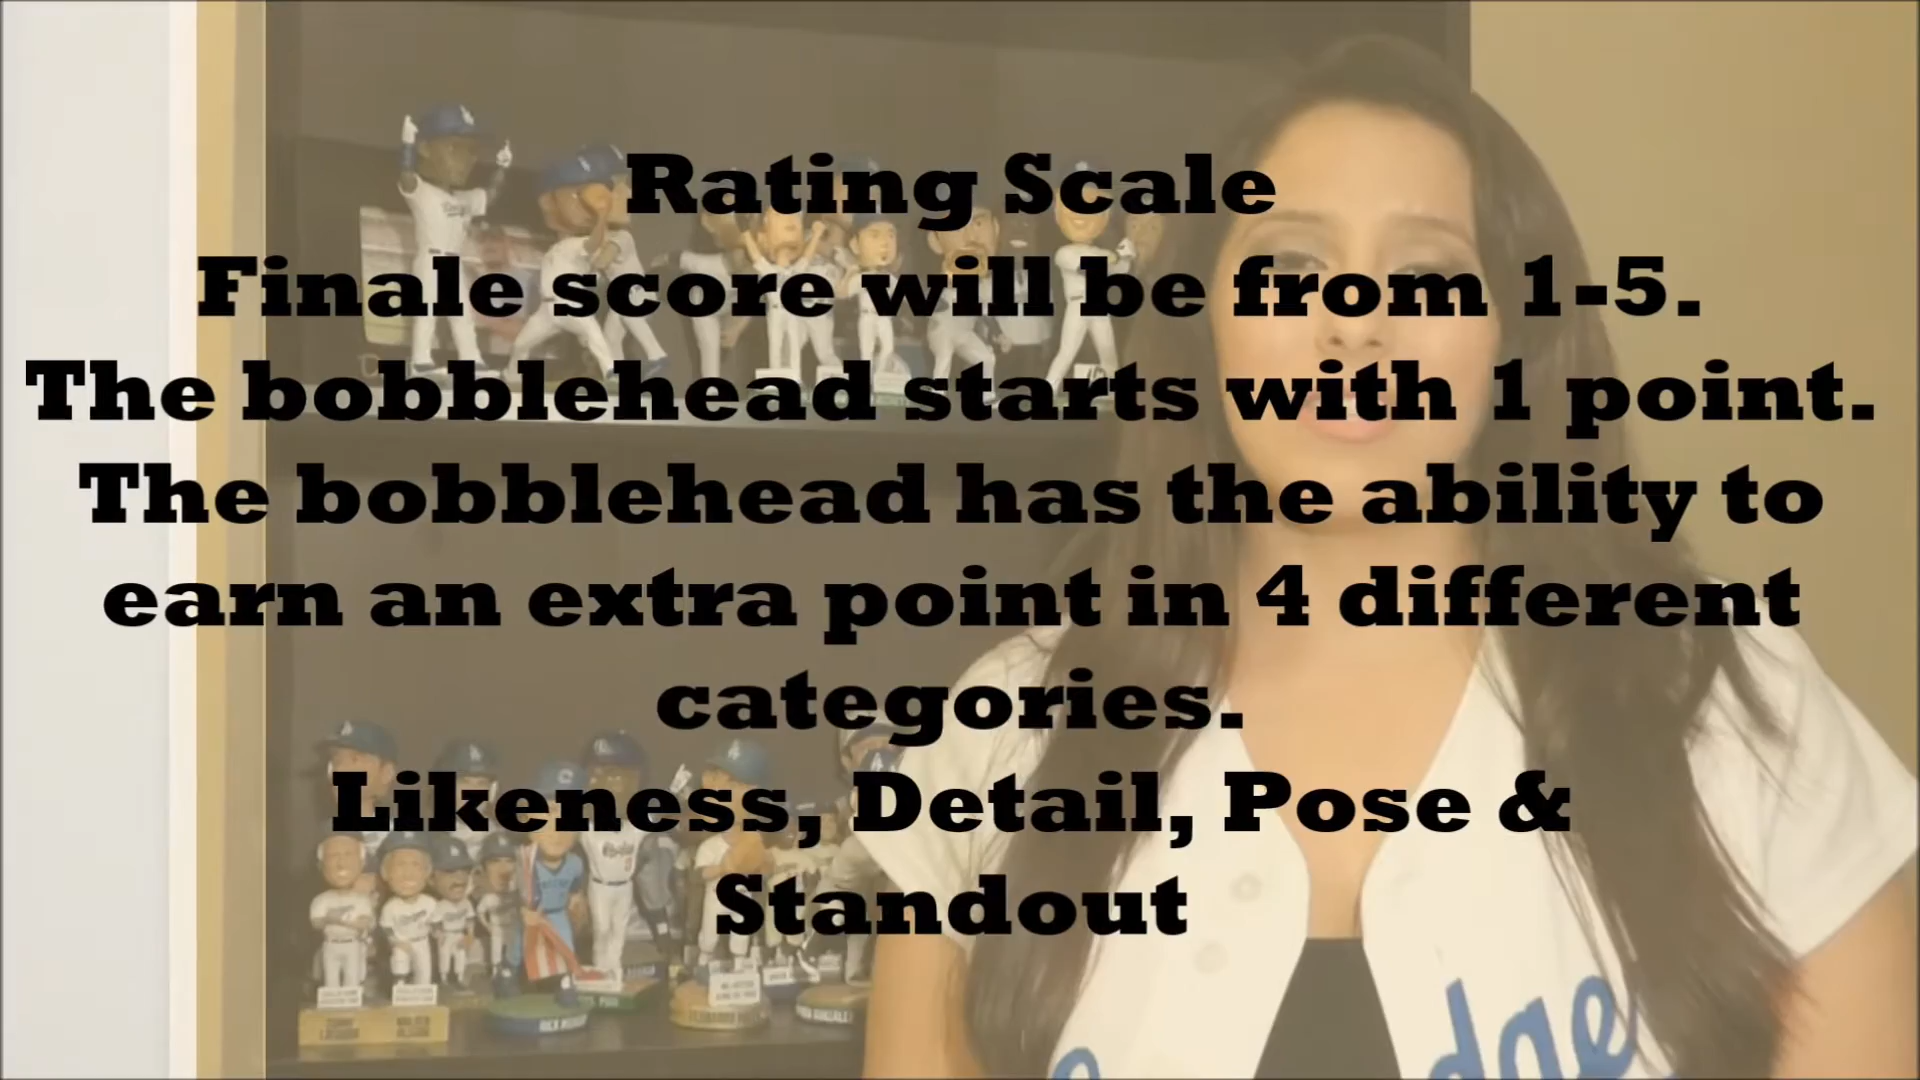 Rating Scale
Finale score will be from 1-5.
The bobblehead starts with 1 point.
The bobblehead has the ability to
earn an extra point in 4 different
categories.
Likeness, Detail, Pose &
Standout